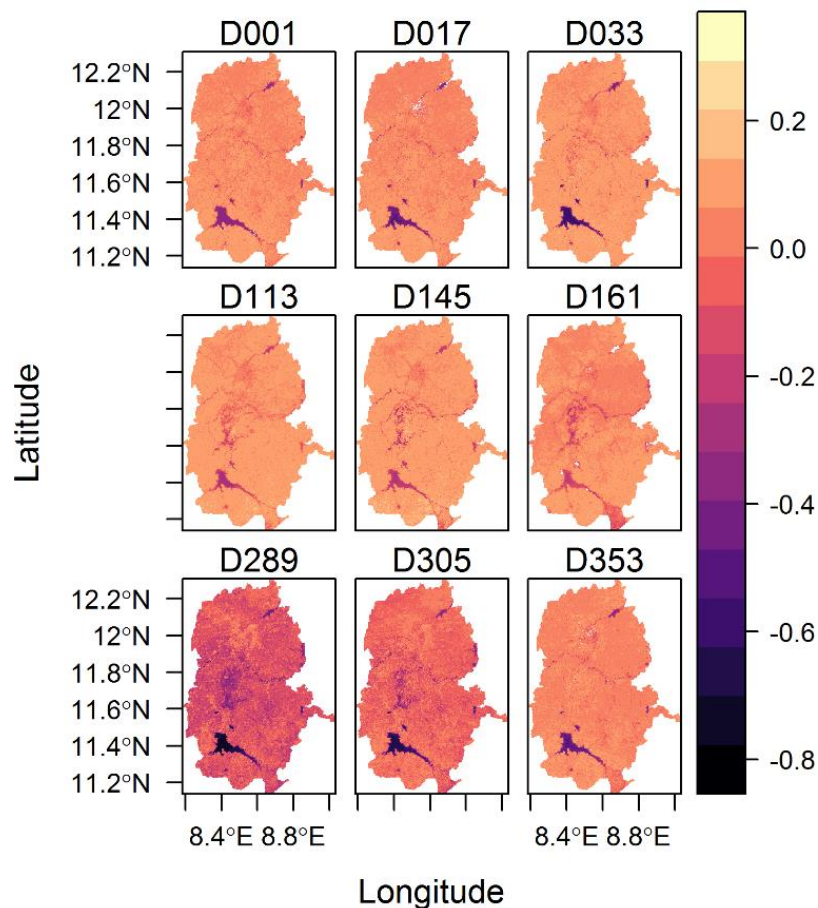 D001 D017 D033
12.2°N
12°N
11.8°N
11.6°N
11.4°N
11.2°N
D113 D145 D161
D289 D305 D353
12.2°N
12°N
11.8°N
11.6°N
11.4°N
11.2°N
8.4°E 8.8°E 8.4°E 8.8°E
Latitude
Longitude
0.2
0.0
-0.2
-0.4
-0.6
-0.8